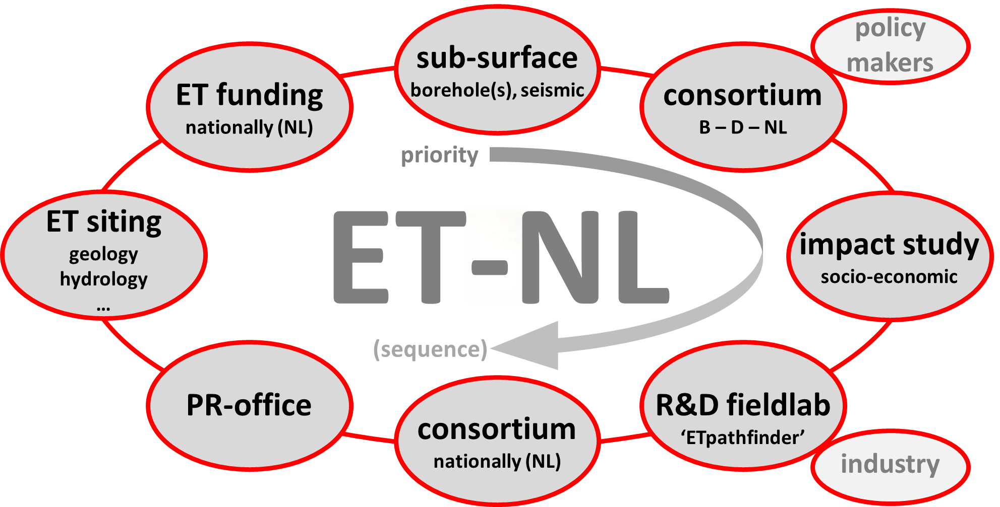 policy
makers
sub-surface
borehole(s), seismic
ET funding
nationally (NL)
consortium
B – D – NL
priority
ET siting
geology
hydrology
...
ET-NL
impact study
socio-economic
(sequence)
PR-office
consortium
nationally (NL)
R&D fieldlab
‘ETpathfinder’
industry